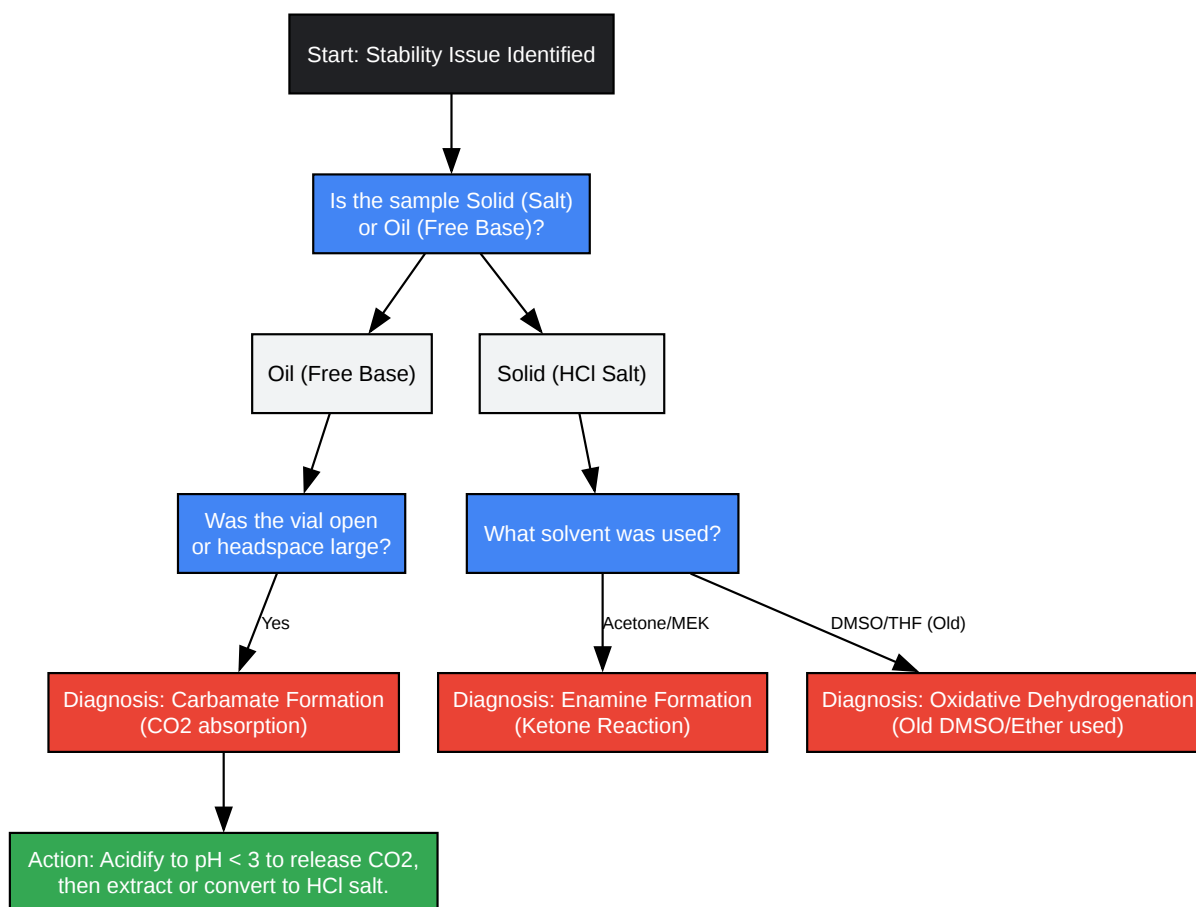 Start: Stability Issue Identified
Is the sample Solid (Salt)
or Oil (Free Base)?
Oil (Free Base)
Solid (HCl Salt)
Was the vial open
or headspace large?
What solvent was used?
Yes
Acetone/MEK
DMSO/THF (Old)
Diagnosis: Carbamate Formation
(CO2 absorption)
Diagnosis: Enamine Formation
(Ketone Reaction)
Diagnosis: Oxidative Dehydrogenation
(Old DMSO/Ether used)
Action: Acidify to pH < 3 to release CO2,
then extract or convert to HCl salt.